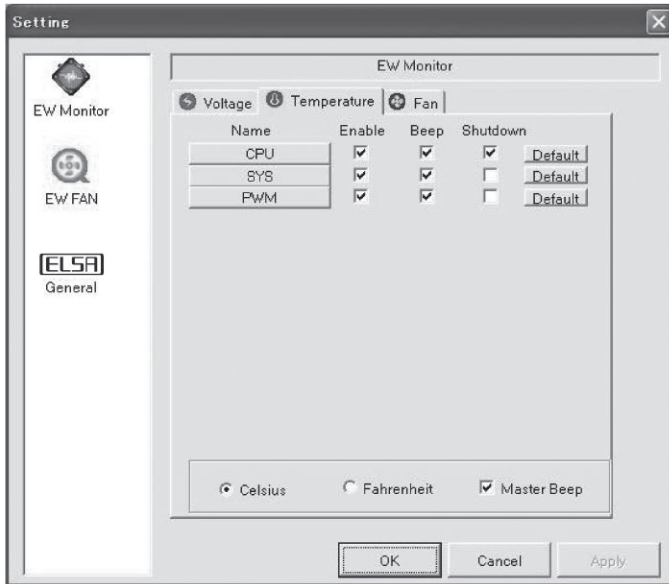 Setting
EW Monitor
EW FAN
ELSA
General
EW Monitor
Voltage Temperature Fan
Name Enable Beep Shutdown
CPU Default
SYS Default
PWM Default
Celsius Fahrenheit Master Beep
OK Cancel Apply